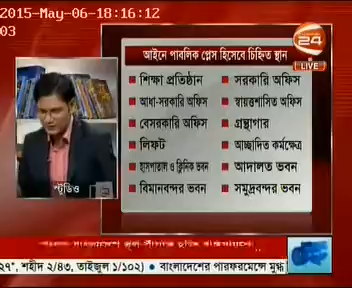 2015-May-06-18:16:12
03
24
LIVE
আইনে পাবলিক প্লেস হিসেবে চিহ্নিত স্থান
শিক্ষা প্রতিষ্ঠান
সরকারি অফিস
আধা-সরকারি অফিস
স্বায়ত্তশাসিত অফিস
বেসরকারি অফিস
গ্রন্থাগার
লিফট
আচ্ছাদিত কর্মক্ষেত্র
হাসপাতাল ও ক্লিনিক ভবন
আদালত ভবন
বিমানবন্দর ভবন
সমুদ্রবন্দর ভবন
স্টুডিও
২৭*, শহীদ ২/৪৩, তাইজুল ১/১০২) • বাংলাদেশের পারফরমেন্সে মুগ্ধ